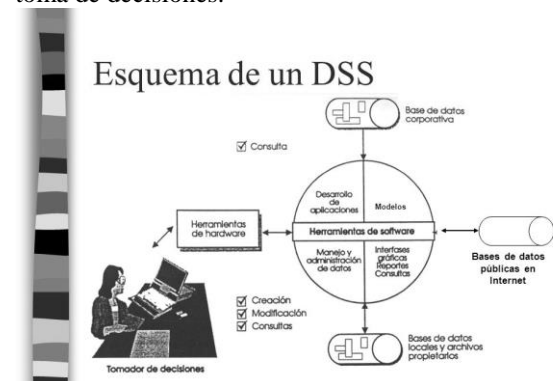 toma de decisiones.
Esquema de un DSS
Base de datos
corporativa
Consulta
Desarrollo
de
aplicaciones
Modelos
Herramientas
de hardware
Herramientas de software
Manejo y
administración
de datos
Interfases
gráficas
Reportes
Consultas
Bases de datos
públicas en
Internet
Creación
Modificación
Consultas
Bases de datos
locales y archivos
propietarios
Tomador de decisiones